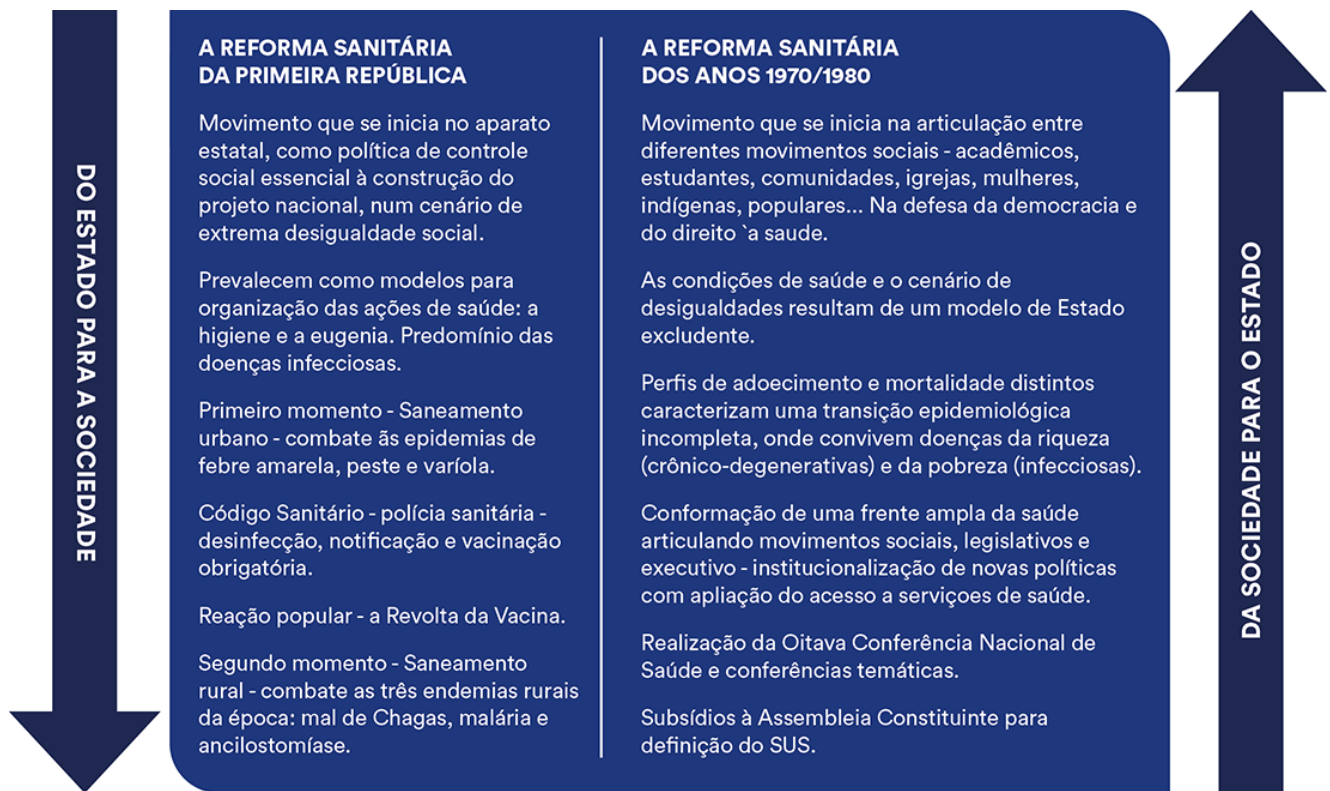 DO ESTADO PARA A SOCIEDADE
A REFORMA SANITÁRIA
DA PRIMEIRA REPÚBLICA
Movimento que se inicia no aparato
estatal, como política de controle
social essencial à construção do
projeto nacional, num cenário de
extrema desigualdade social.
Prevalecem como modelos para
organização das ações de saúde: a
higiene e a eugenia. Predomínio das
doenças infecciosas.
Primeiro momento - Saneamento
urbano - combate ãs epidemias de
febre amarela, peste e varíola.
Código Sanitário - polícia sanitária -
desinfecção, notificação e vacinação
obrigatória.
Reação popular - a Revolta da Vacina.
Segundo momento - Saneamento
rural - combate as três endemias rurais
da época: mal de Chagas, malária e
ancilostomíase.
A REFORMA SANITÁRIA
DOS ANOS 1970/1980
Movimento que se inicia na articulação entre
diferentes movimentos sociais - acadêmicos,
estudantes, comunidades, igrejas, mulheres,
indígenas, populares... Na defesa da democracia e
do direito `a saude.
As condições de saúde e o cenário de
desigualdades resultam de um modelo de Estado
excludente.
Perfis de adoecimento e mortalidade distintos
caracterizam uma transição epidemiológica
incompleta, onde convivem doenças da riqueza
(crônico-degenerativas) e da pobreza (infecciosas).
Conformação de uma frente ampla da saúde
articulando movimentos sociais, legislativos e
executivo - institucionalização de novas políticas
com apliação do acesso a serviçoes de saúde.
Realização da Oitava Conferência Nacional de
Saúde e conferências temáticas.
Subsídios à Assembleia Constituinte para
definição do SUS.
DA SOCIEDADE PARA O ESTADO